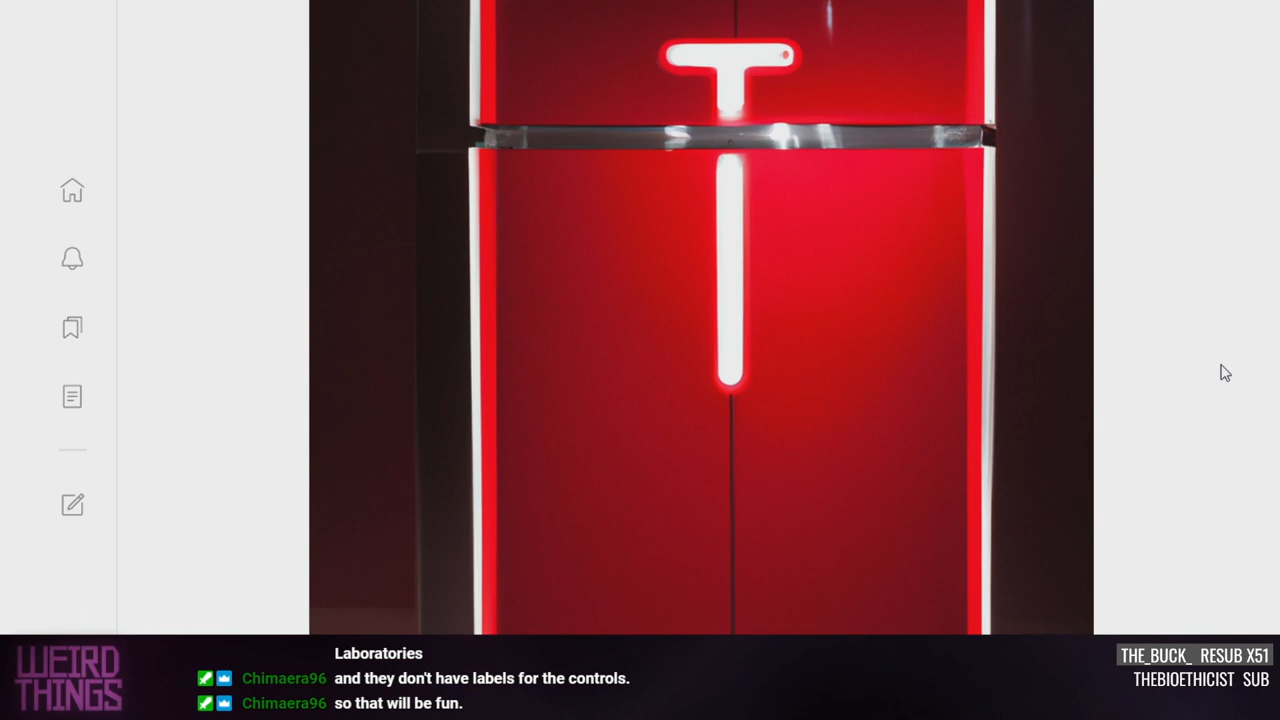 WEIRD
THINGS
Laboratories
Chimaera96 and they don't have labels for the controls.
Chimaera96 so that will be fun.
THE_BUCK_ RESUB X51
THEBIOETHICIST SUB